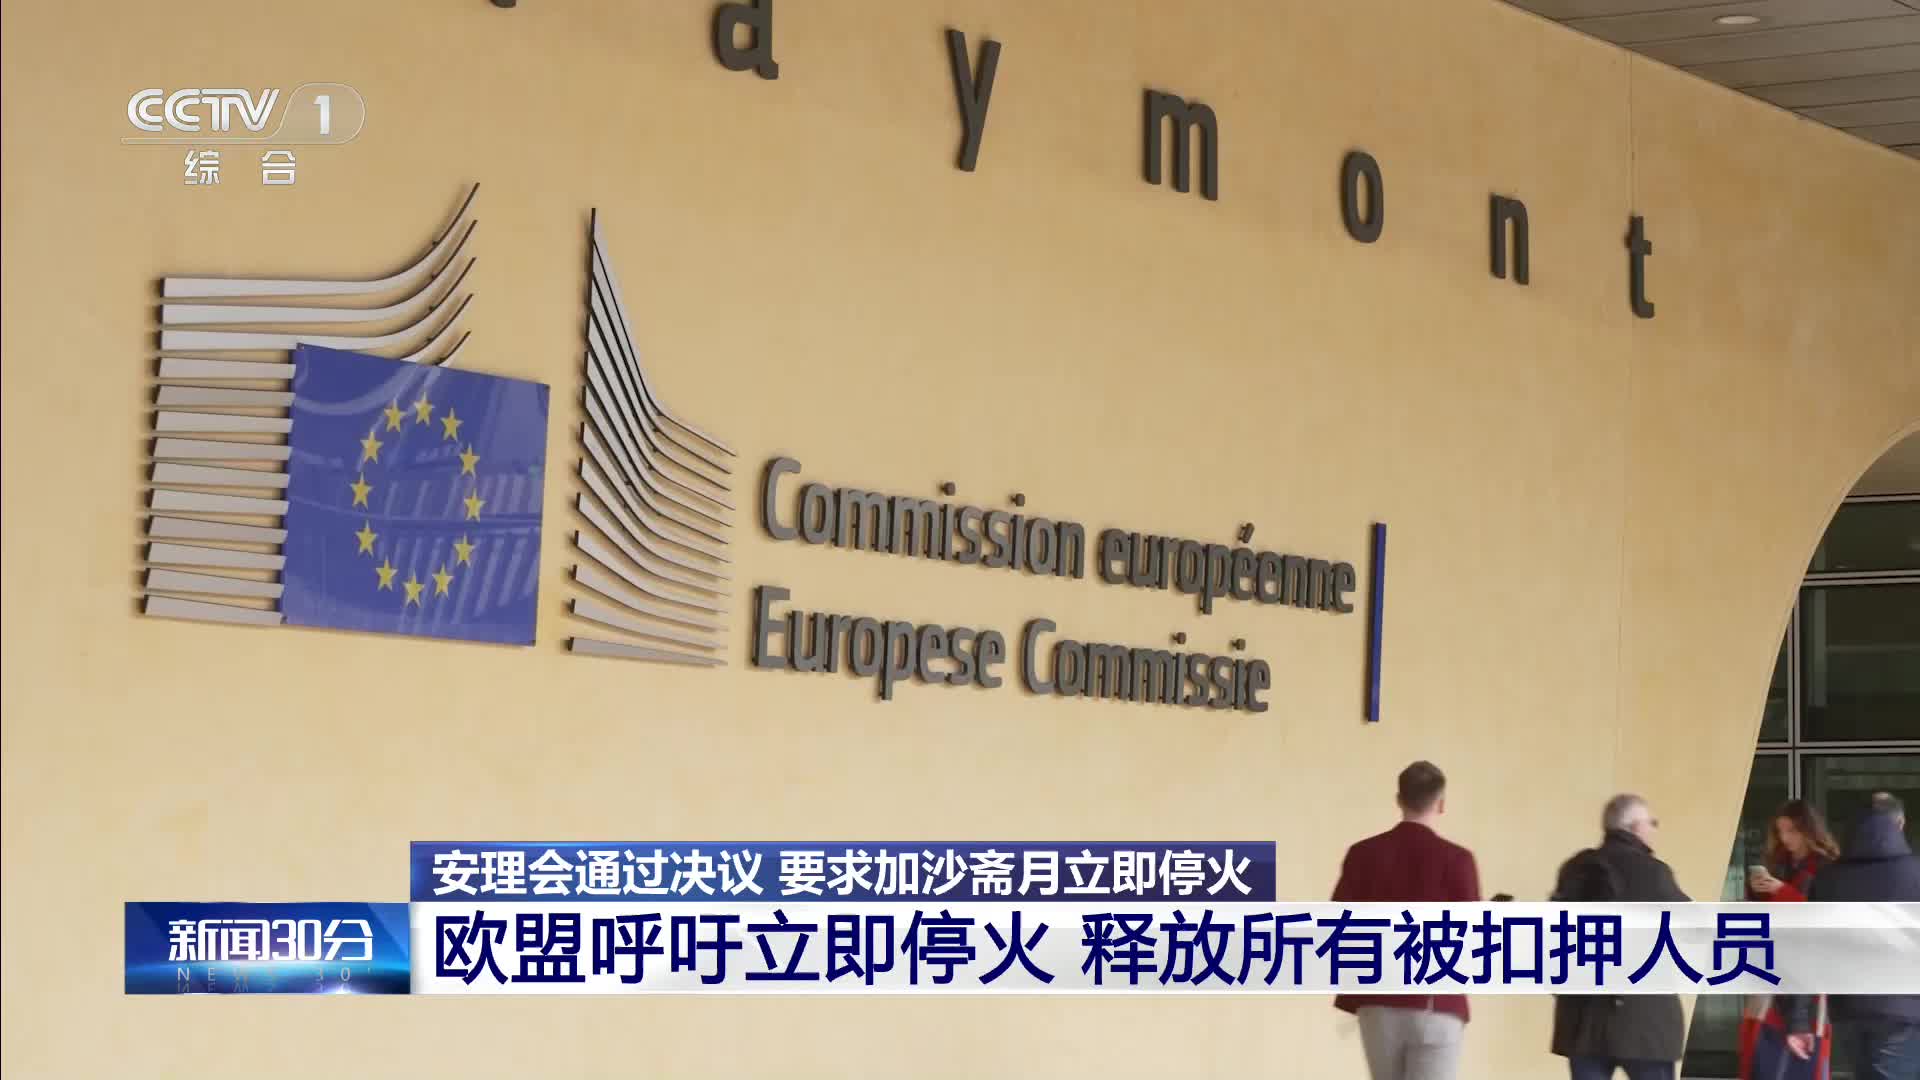 aymont
CCTV 1
综合
Commission européenne
Europese Commissie
安理会通过决议 要求加沙斋月立即停火
新闻30分
NEWS 30'
欧盟呼吁立即停火 释放所有被扣押人员